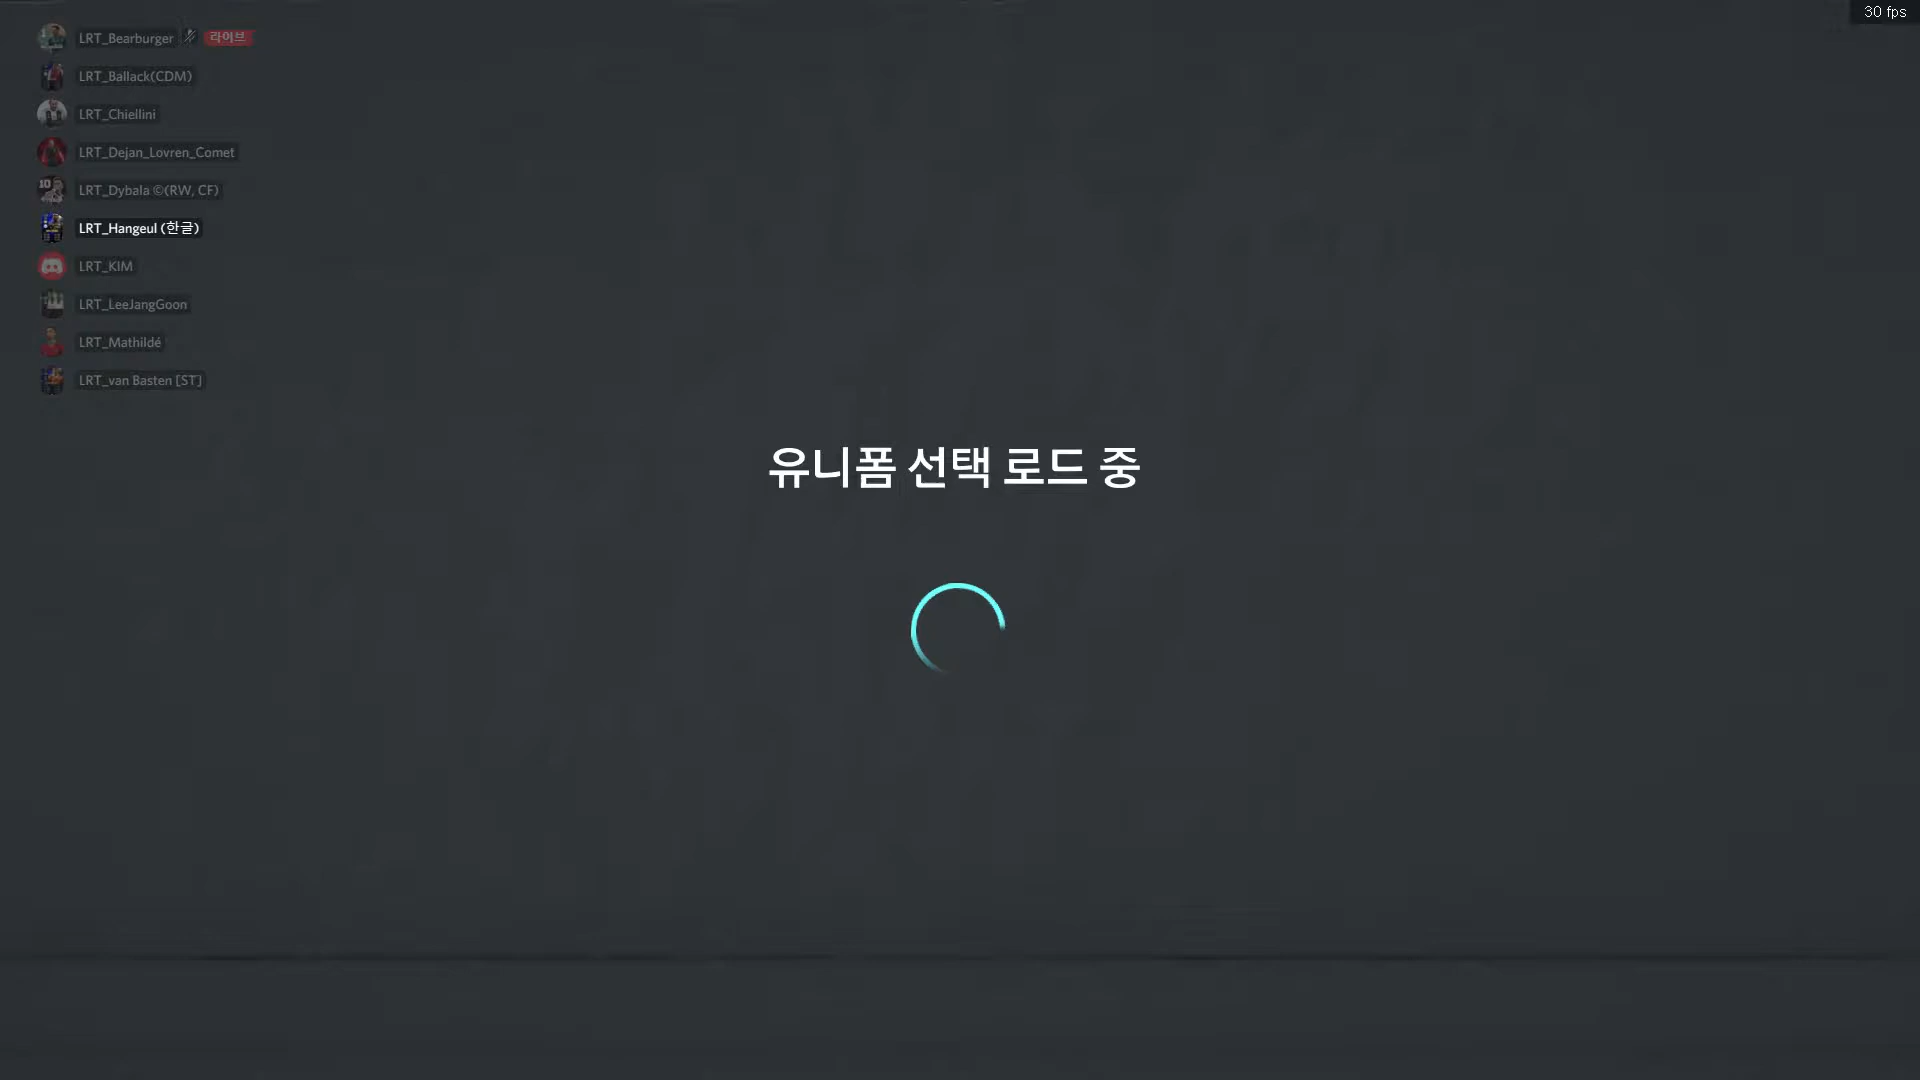 30 fps
LRT_Bearburger 라이브
LRT_Ballack(CDM)
LRT_Chiellini
LRT_Dejan_Lovren_Comet
LRT_Dybala ©(RW, CF)
LRT_Hangeul (한글)
LRT_KIM
LRT_LeeJangGoon
LRT_Mathildé
LRT_van Basten [ST]
유니폼 선택 로드 중